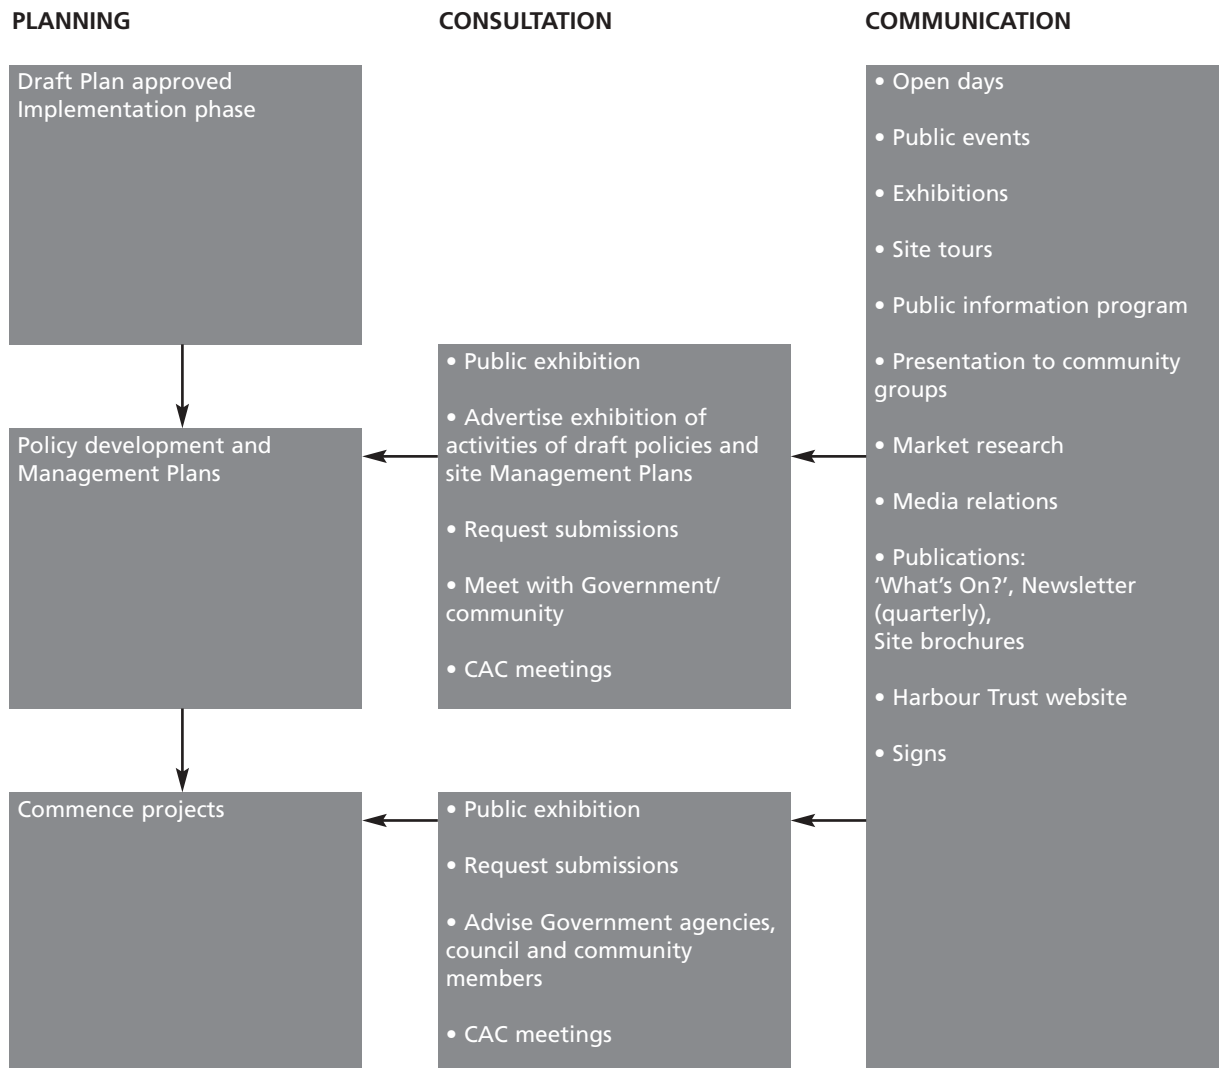 PLANNING
Draft Plan approved
Implementation phase
Policy development and
Management Plans
Commence projects
CONSULTATION
• Public exhibition
• Advertise exhibition of
activities of draft policies and
site Management Plans
• Request submissions
• Meet with Government/
community
• CAC meetings
• Public exhibition
• Request submissions
• Advise Government agencies,
council and community
members
• CAC meetings
COMMUNICATION
• Open days
• Public events
• Exhibitions
• Site tours
• Public information program
• Presentation to community
groups
• Market research
• Media relations
• Publications:
‘What’s On?’, Newsletter
(quarterly),
Site brochures
• Harbour Trust website
• Signs